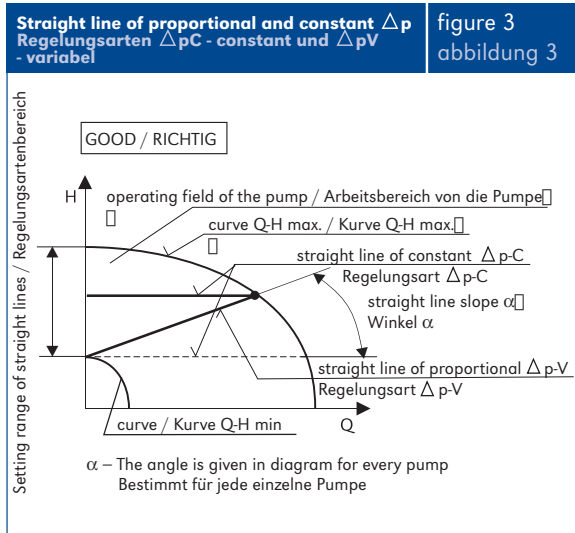 Straight line of proportional and constant △p
Regelungsarten △pC - constant und △pV
- variabel
figure 3
abbildung 3
Setting range of straight lines / Regelungsartenbereich
GOOD / RICHTIG
H
operating field of the pump / Arbeitsbereich von die Pumpe▯
▯
curve Q-H max. / Kurve Q-H max.▯
▯
straight line of constant △p-C
Regelungsart △p-C
straight line slope α▯
Winkel α
straight line of proportional △p-V
Regelungsart △p-V
curve / Kurve Q-H min
Q
α – The angle is given in diagram for every pump
Bestimmt für jede einzelne Pumpe